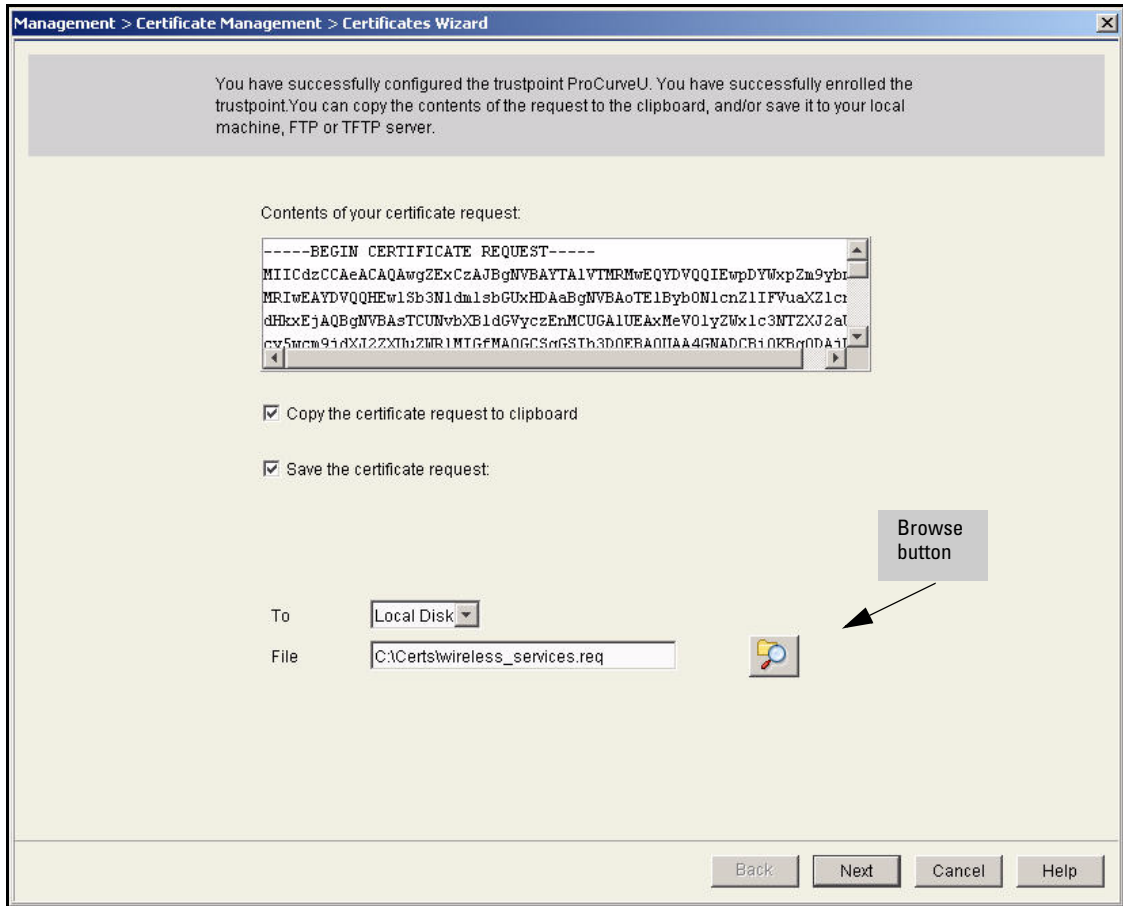 Management > Certificate Management > Certificates Wizard
You have successfully configured the trustpoint ProCurveU. You have successfully enrolled the
trustpoint.You can copy the contents of the request to the clipboard, and/or save it to your local
machine, FTP or TFTP server.
Contents of your certificate request:
-----BEGIN CERTIFICATE REQUEST-----
MIICdzCCAeACAQAwgZExCzAJBgNVBAYTAlVTMRMwEQYDVQQIEwpDYWxpZm9ybm
MRIwEAYDVQQHEwlSb3NldmlsbGUxHDAaBgNVBAoTE1Byb0N1cnZlIFVuaXZlcn
dHkxEjAQBgNVBAsTCUNvbXB1dGVyczEnMCUGA1UEAxMeV01yZWxlc3NTZXJ2aU
Copy the certificate request to clipboard
Save the certificate request:
Browse
button
To
Local Disk
File
C:\Certs\wireless_services.req
Back
Next
Cancel
Help